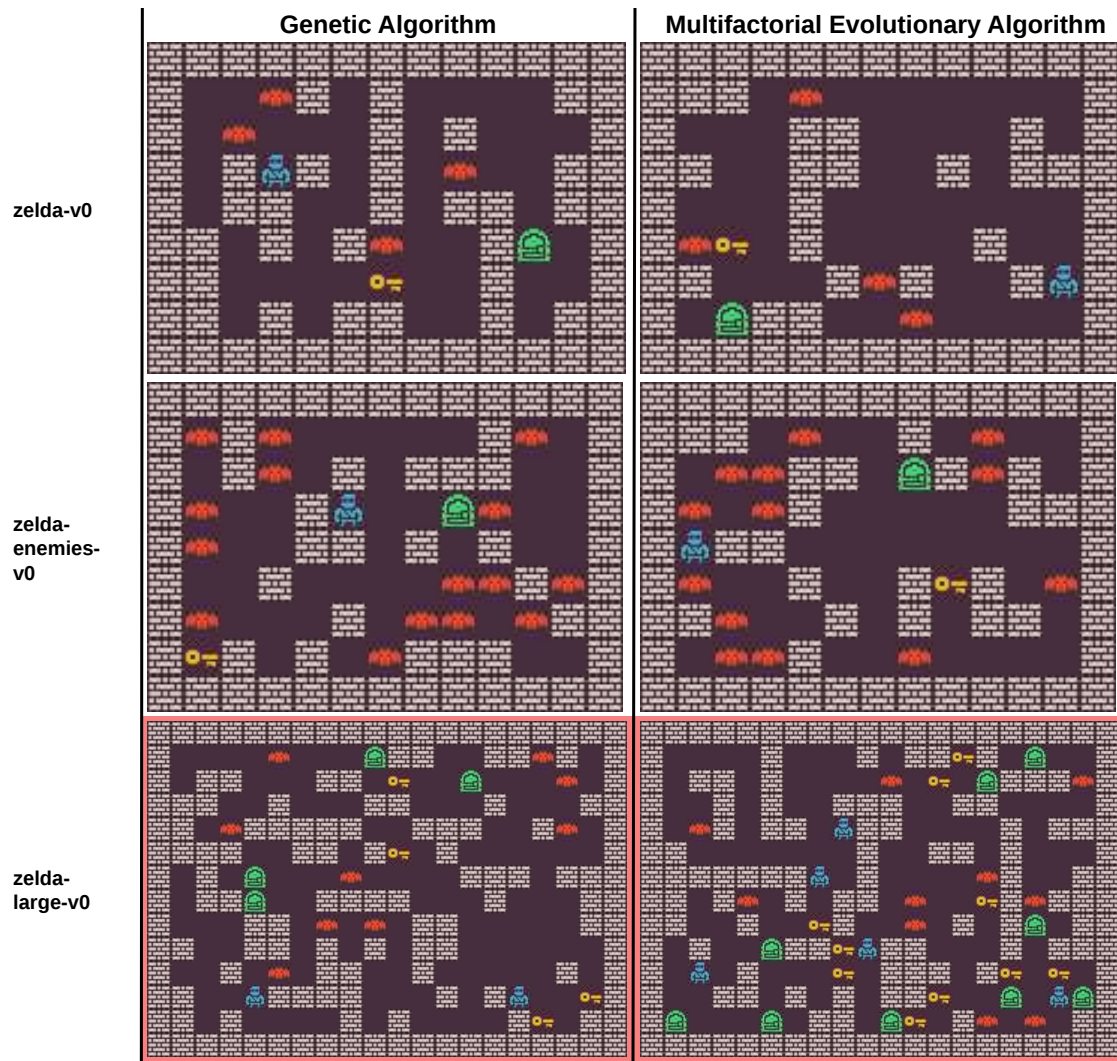 Genetic Algorithm
Multifactorial Evolutionary Algorithm
zelda-v0
zelda-
enemies-
v0
zelda-
large-v0